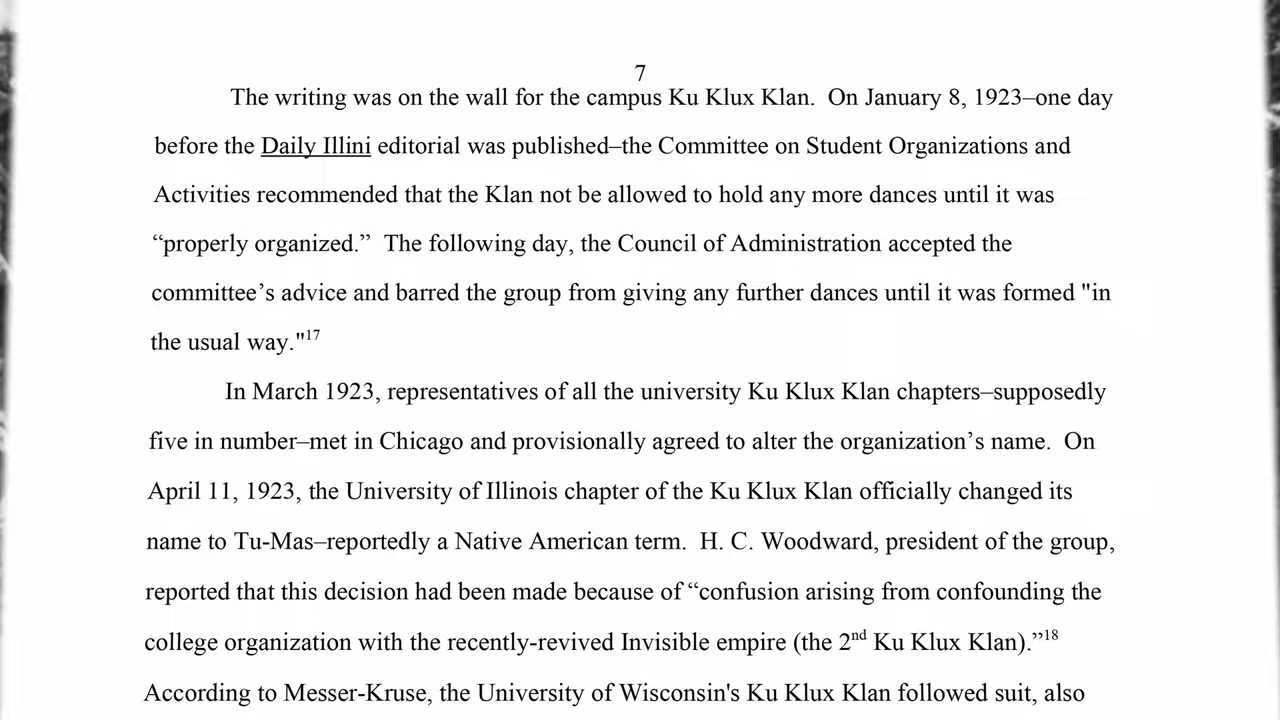 7
The writing was on the wall for the campus Ku Klux Klan.  On January 8, 1923–one day
before the Daily Illini editorial was published–the Committee on Student Organizations and
Activities recommended that the Klan not be allowed to hold any more dances until it was
“properly organized.”  The following day, the Council of Administration accepted the
committee’s advice and barred the group from giving any further dances until it was formed "in
the usual way."17
In March 1923, representatives of all the university Ku Klux Klan chapters–supposedly
five in number–met in Chicago and provisionally agreed to alter the organization’s name.  On
April 11, 1923, the University of Illinois chapter of the Ku Klux Klan officially changed its
name to Tu-Mas–reportedly a Native American term.  H. C. Woodward, president of the group,
reported that this decision had been made because of “confusion arising from confounding the
college organization with the recently-revived Invisible empire (the 2nd Ku Klux Klan).”18
According to Messer-Kruse, the University of Wisconsin's Ku Klux Klan followed suit, also